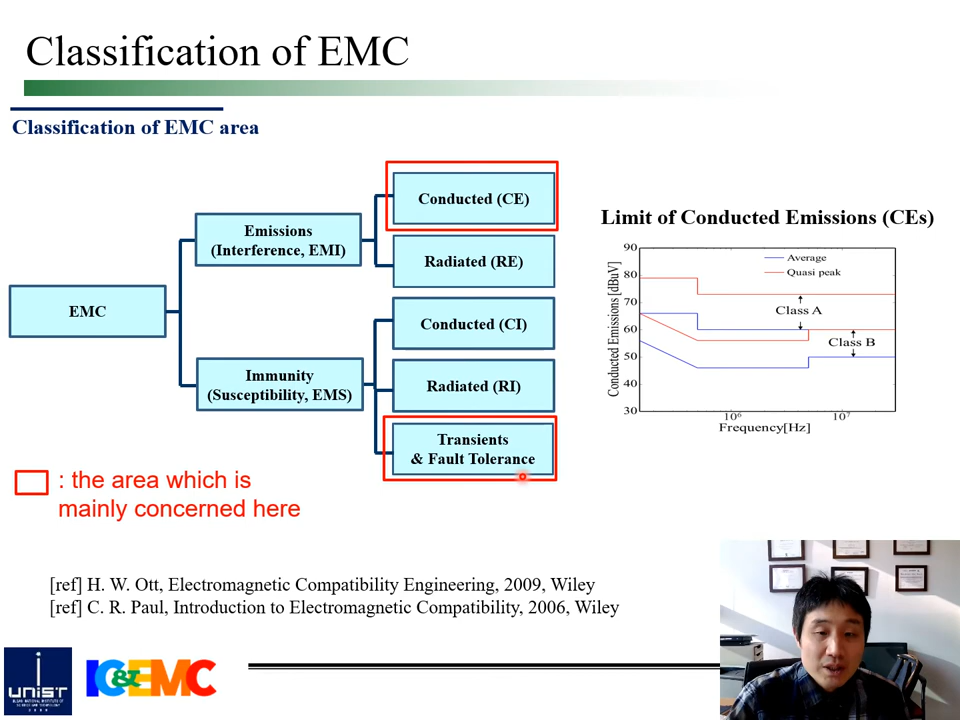 Classification of EMC
Classification of EMC area
EMC
Emissions
(Interference, EMI)
Immunity
(Susceptibility, EMS)
Conducted (CE)
Radiated (RE)
Conducted (CI)
Radiated (RI)
Transients
& Fault Tolerance
: the area which is
mainly concerned here
Limit of Conducted Emissions (CEs)
Conducted Emissions [dBuV]
90
80
70
60
50
40
30
Average
Quasi peak
Class A
Class B
10⁶
10⁷
Frequency[Hz]
[ref] H. W. Ott, Electromagnetic Compatibility Engineering, 2009, Wiley
[ref] C. R. Paul, Introduction to Electromagnetic Compatibility, 2006, Wiley
UNIST
IC&EMC